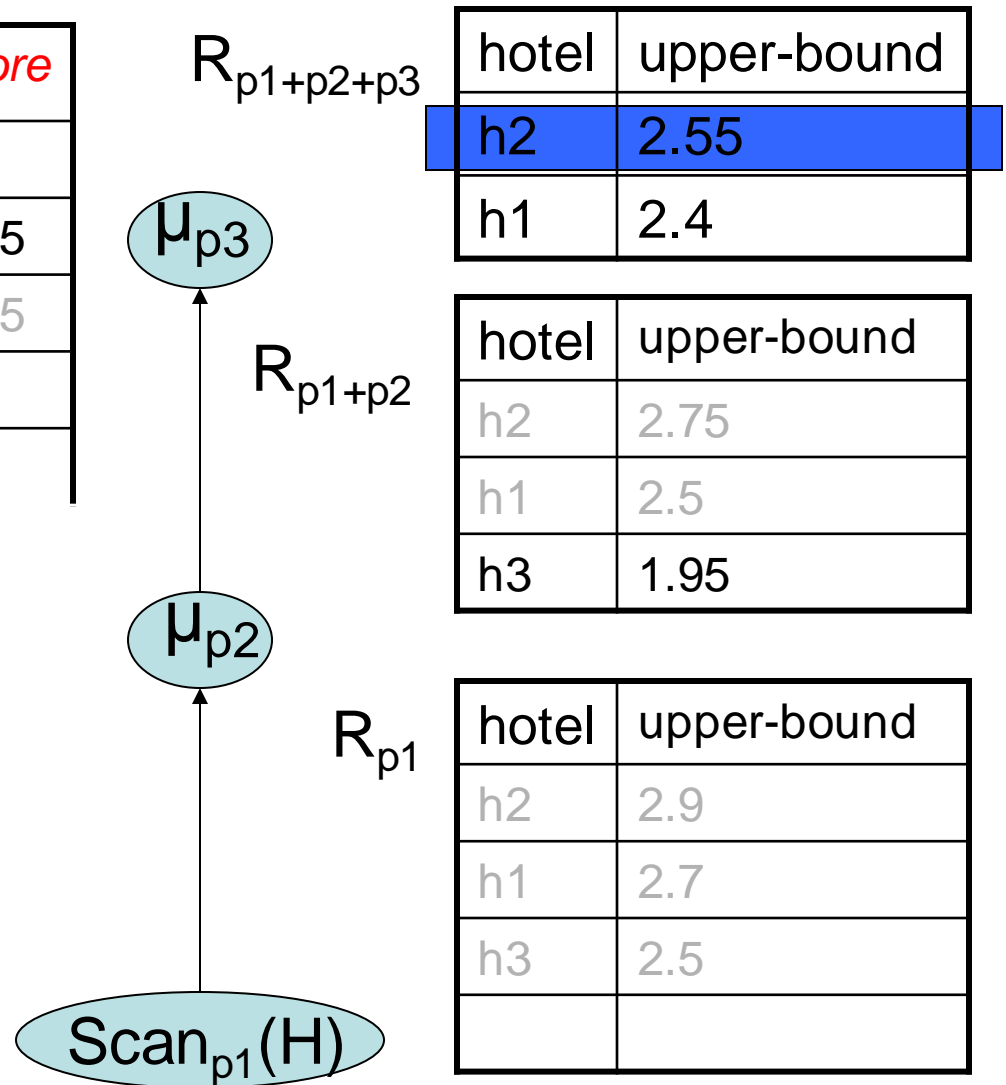 R_p1+p2+p3
hotel upper-bound
h2 2.55
h1 2.4
5
5
μ_p3
R_p1+p2
hotel upper-bound
h2 2.75
h1 2.5
h3 1.95
μ_p2
R_p1
hotel upper-bound
h2 2.9
h1 2.7
h3 2.5
Scan_p1(H)